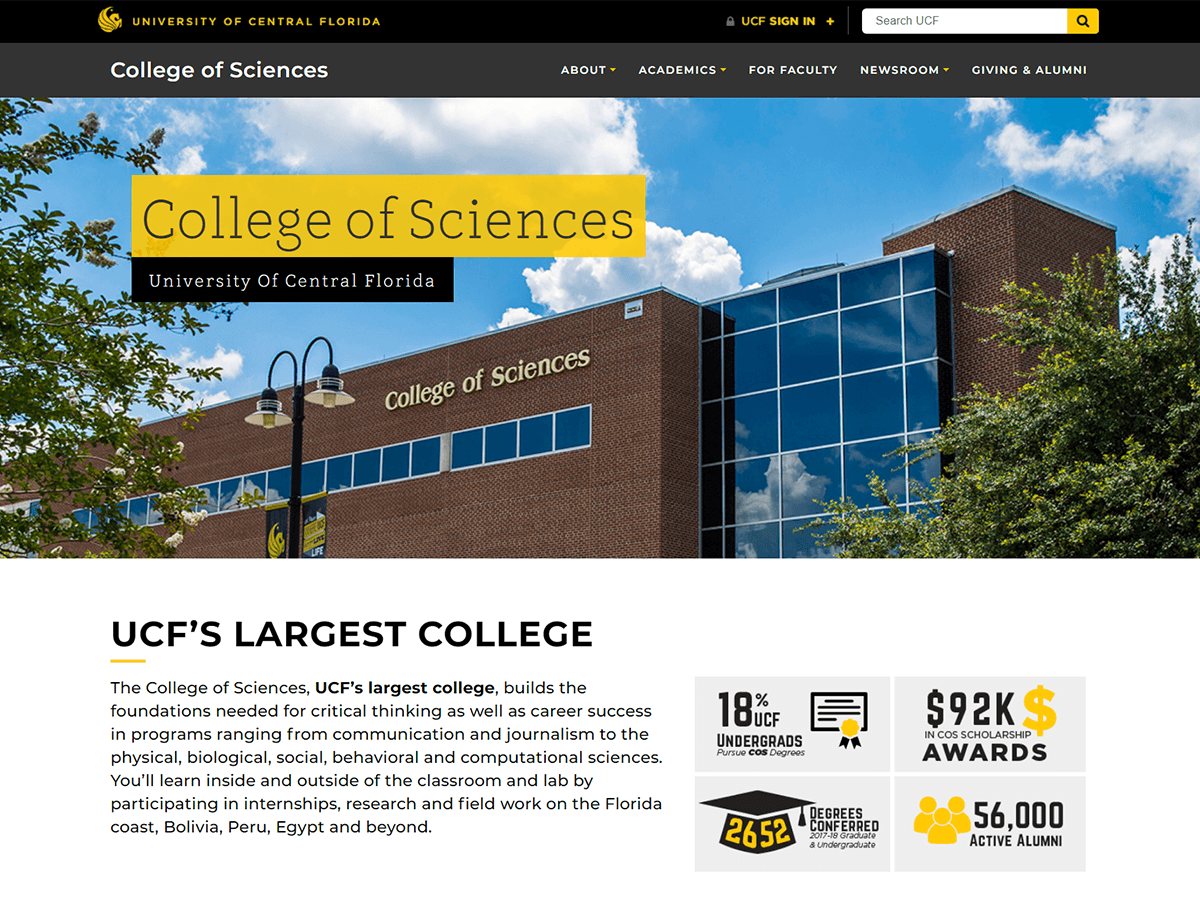 UNIVERSITY OF CENTRAL FLORIDA
UCF SIGN IN +
Search UCF
College of Sciences
ABOUT
ACADEMICS
FOR FACULTY
NEWSROOM
GIVING & ALUMNI
College of Sciences
University Of Central Florida
College of Sciences
LIFE
UCF’S LARGEST COLLEGE
The College of Sciences, UCF’s largest college, builds the
foundations needed for critical thinking as well as career success
in programs ranging from communication and journalism to the
physical, biological, social, behavioral and computational sciences.
You’ll learn inside and outside of the classroom and lab by
participating in internships, research and field work on the Florida
coast, Bolivia, Peru, Egypt and beyond.
18%
UCF
UNDERGRADS
Pursue COS Degrees
$92K $
IN COS SCHOLARSHIP
AWARDS
2652
DEGREES
CONFERRED
2017-18 Graduate
& Undergraduate
56,000
ACTIVE ALUMNI